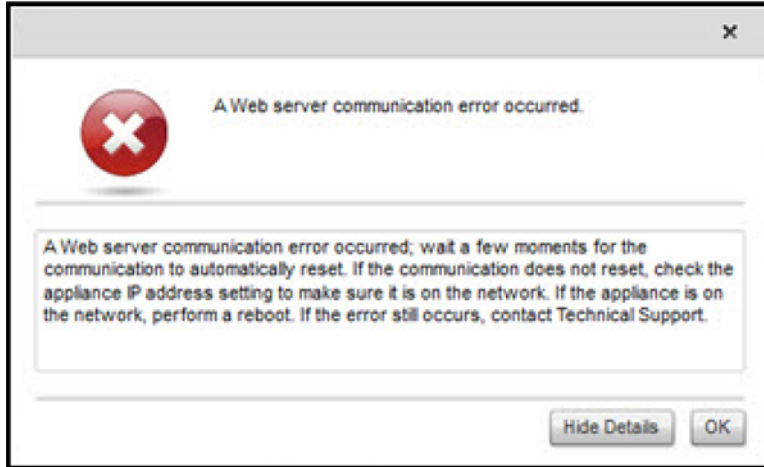 A Web server communication error occurred.
A Web server communication error occurred; wait a few moments for the
communication to automatically reset. If the communication does not reset, check the
appliance IP address setting to make sure it is on the network. If the appliance is on
the network, perform a reboot. If the error still occurs, contact Technical Support.
Hide Details OK